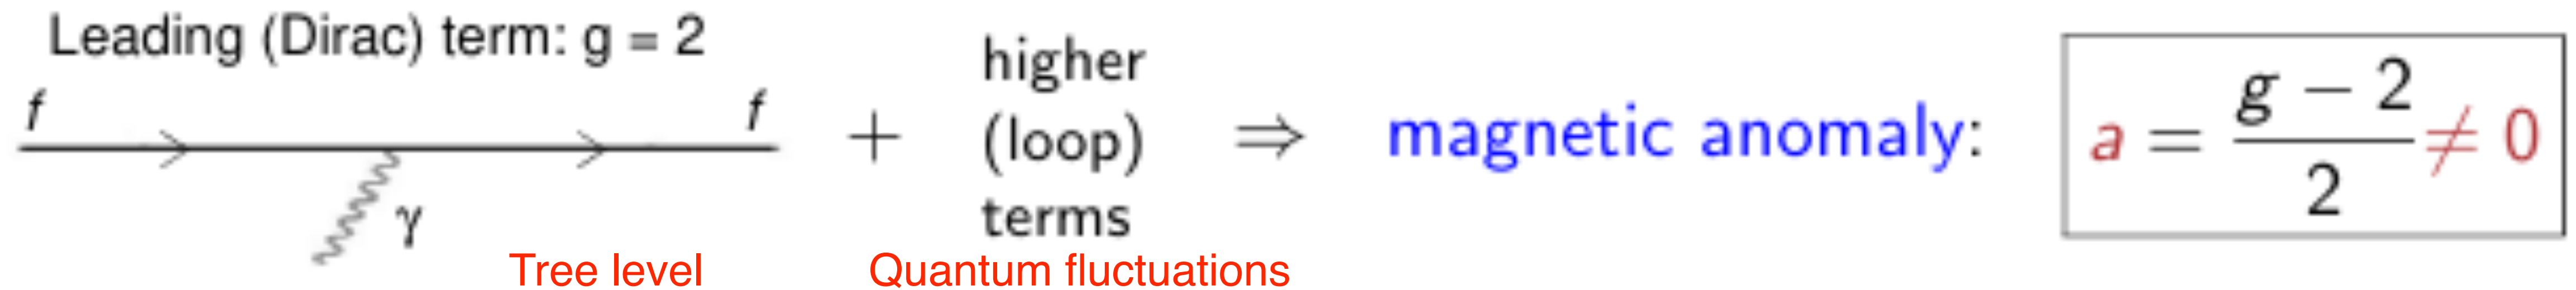 Leading (Dirac) term: g = 2
f f
γ
Tree level
+
higher
(loop)
terms
Quantum fluctuations
⇒ magnetic anomaly:
a = g − 2 / 2 ≠ 0